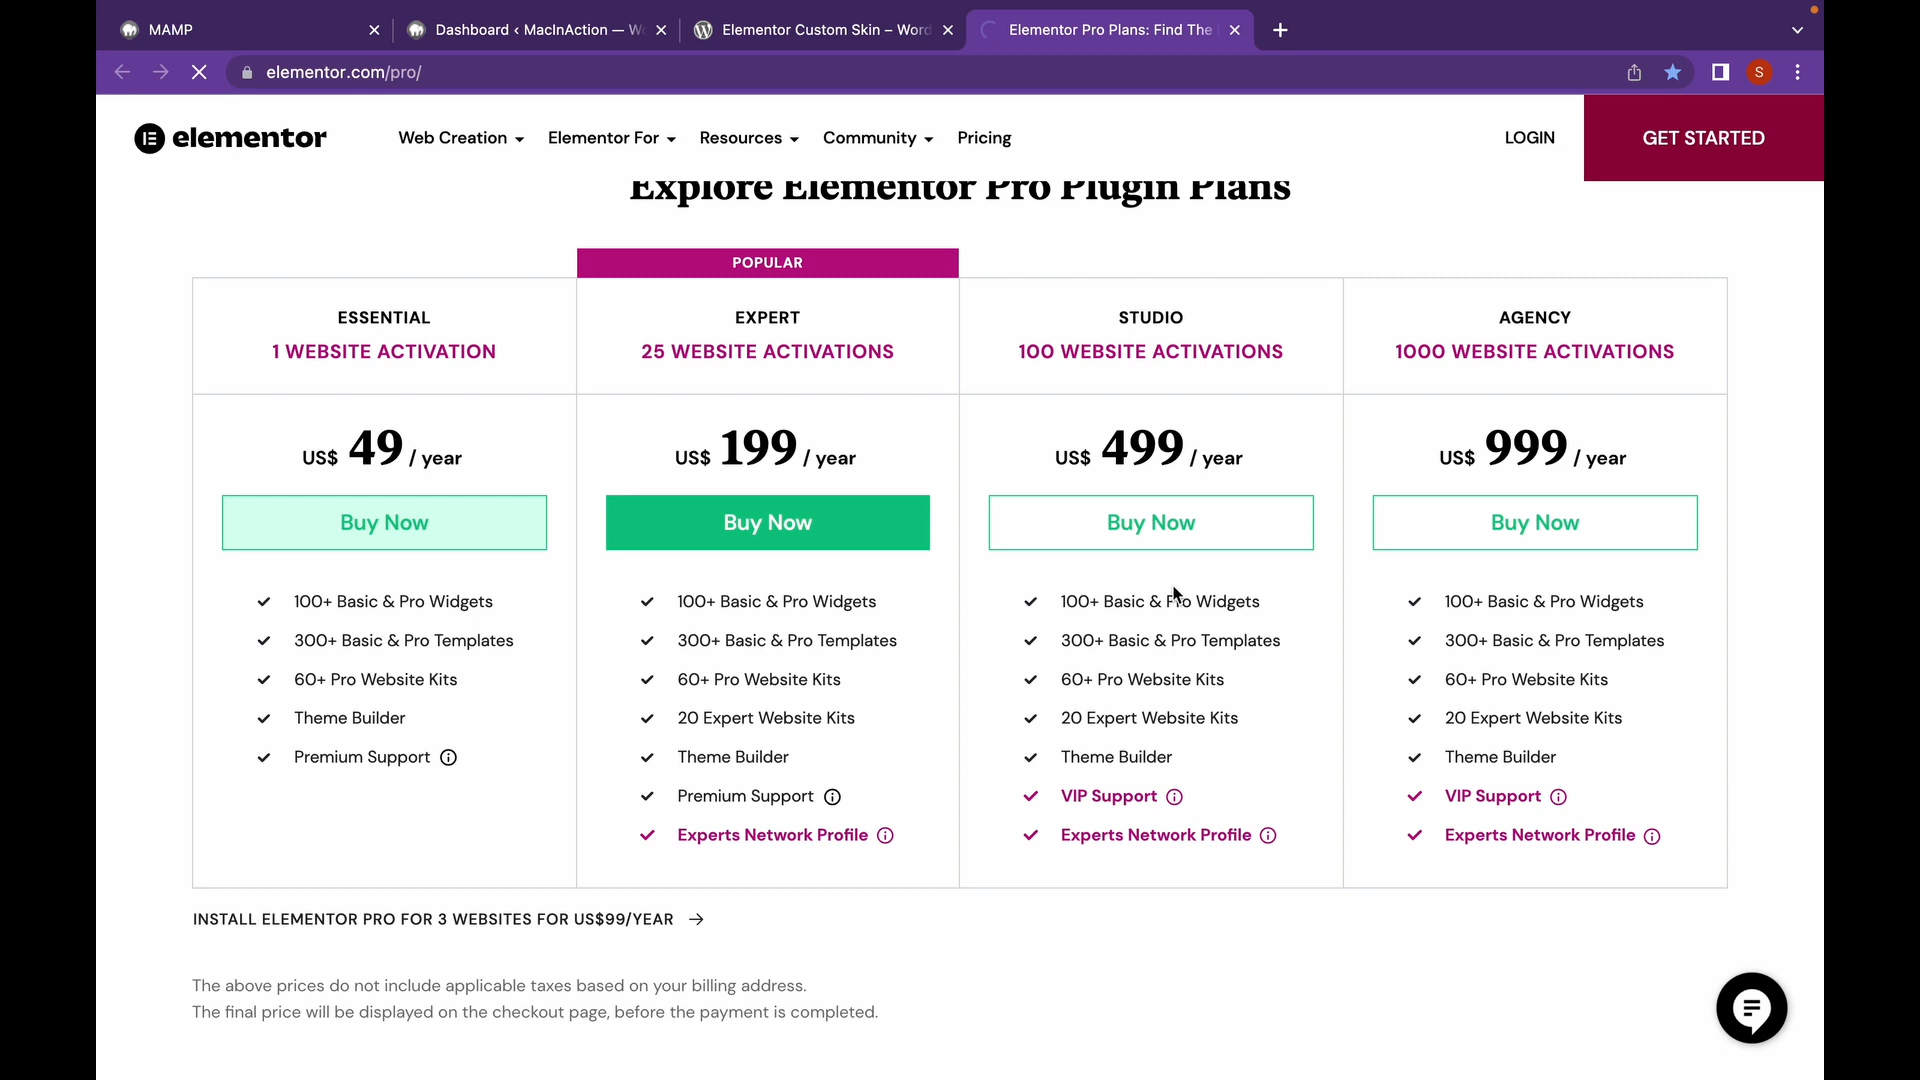 MAMP
Dashboard ‹ MacInAction — W
Elementor Custom Skin – Word
Elementor Pro Plans: Find The
elementor.com/pro/
S
elementor
Web Creation
Elementor For
Resources
Community
Pricing
LOGIN
GET STARTED
Explore Elementor Pro Plugin Plans
POPULAR
ESSENTIAL
1 WEBSITE ACTIVATION
US$ 49 / year
Buy Now
100+ Basic & Pro Widgets
300+ Basic & Pro Templates
60+ Pro Website Kits
Theme Builder
Premium Support
EXPERT
25 WEBSITE ACTIVATIONS
US$ 199 / year
Buy Now
100+ Basic & Pro Widgets
300+ Basic & Pro Templates
60+ Pro Website Kits
20 Expert Website Kits
Theme Builder
Premium Support
Experts Network Profile
STUDIO
100 WEBSITE ACTIVATIONS
US$ 499 / year
Buy Now
100+ Basic & Pro Widgets
300+ Basic & Pro Templates
60+ Pro Website Kits
20 Expert Website Kits
Theme Builder
VIP Support
Experts Network Profile
AGENCY
1000 WEBSITE ACTIVATIONS
US$ 999 / year
Buy Now
100+ Basic & Pro Widgets
300+ Basic & Pro Templates
60+ Pro Website Kits
20 Expert Website Kits
Theme Builder
VIP Support
Experts Network Profile
INSTALL ELEMENTOR PRO FOR 3 WEBSITES FOR US$99/YEAR →
The above prices do not include applicable taxes based on your billing address.
The final price will be displayed on the checkout page, before the payment is completed.